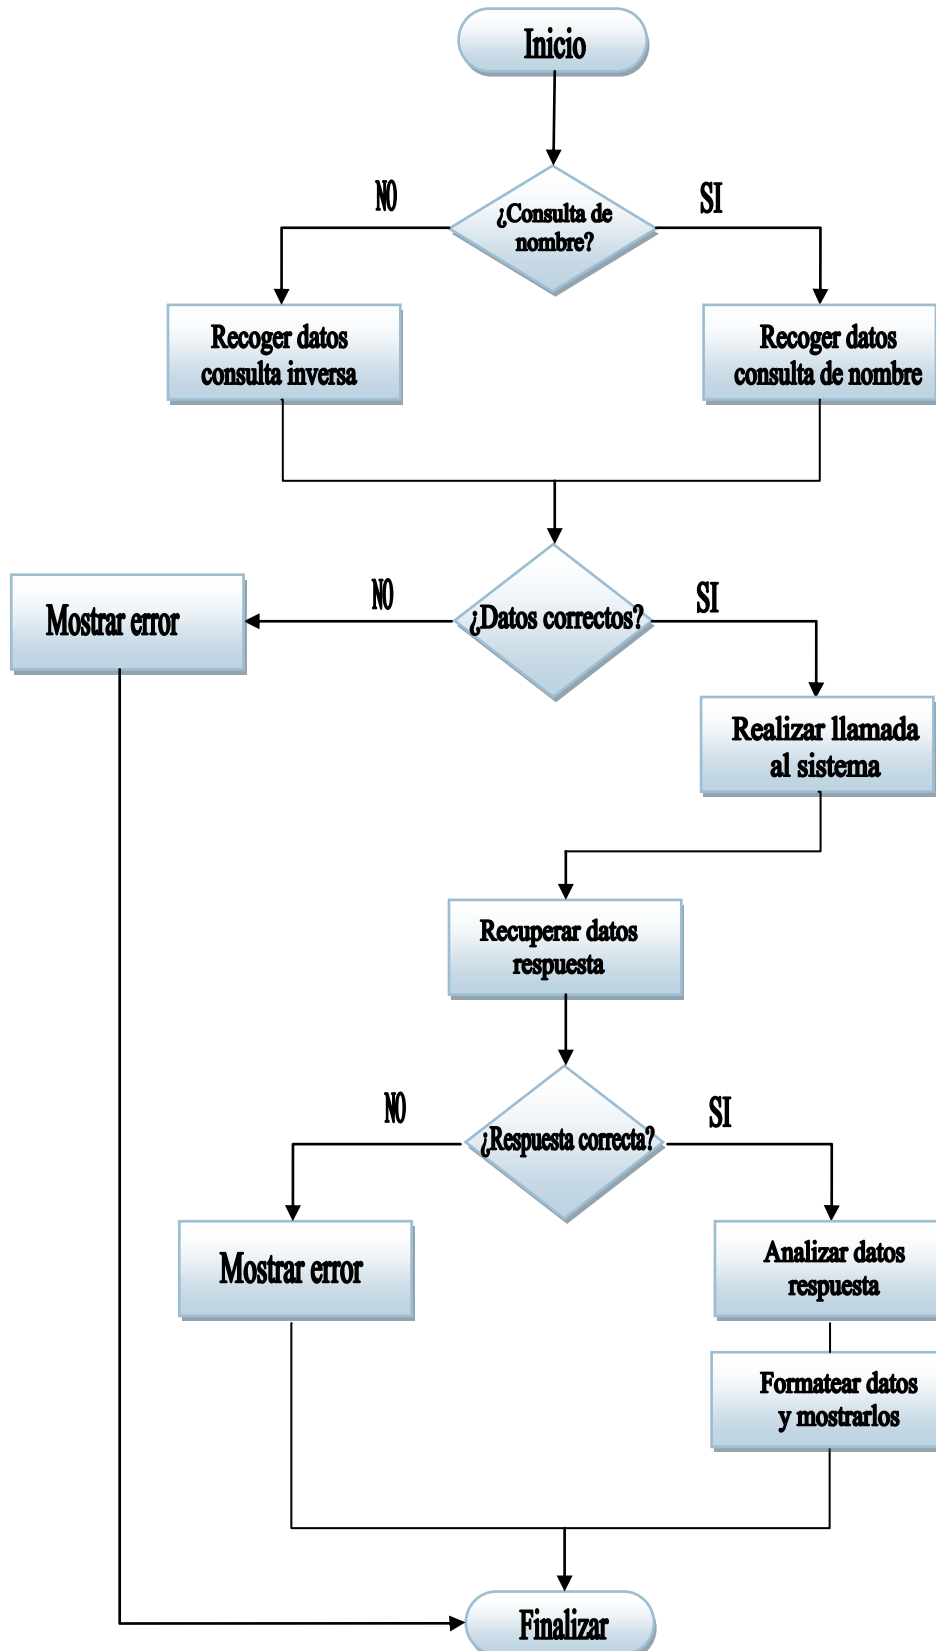 Inicio
NO
SI
¿Consulta de
nombre?
Recoger datos
consulta inversa
Recoger datos
consulta de nombre
NO
SI
Mostrar error
¿Datos correctos?
Realizar llamada
al sistema
Recuperar datos
respuesta
NO
SI
¿Respuesta correcta?
Mostrar error
Analizar datos
respuesta
Formatear datos
y mostrarlos
Finalizar